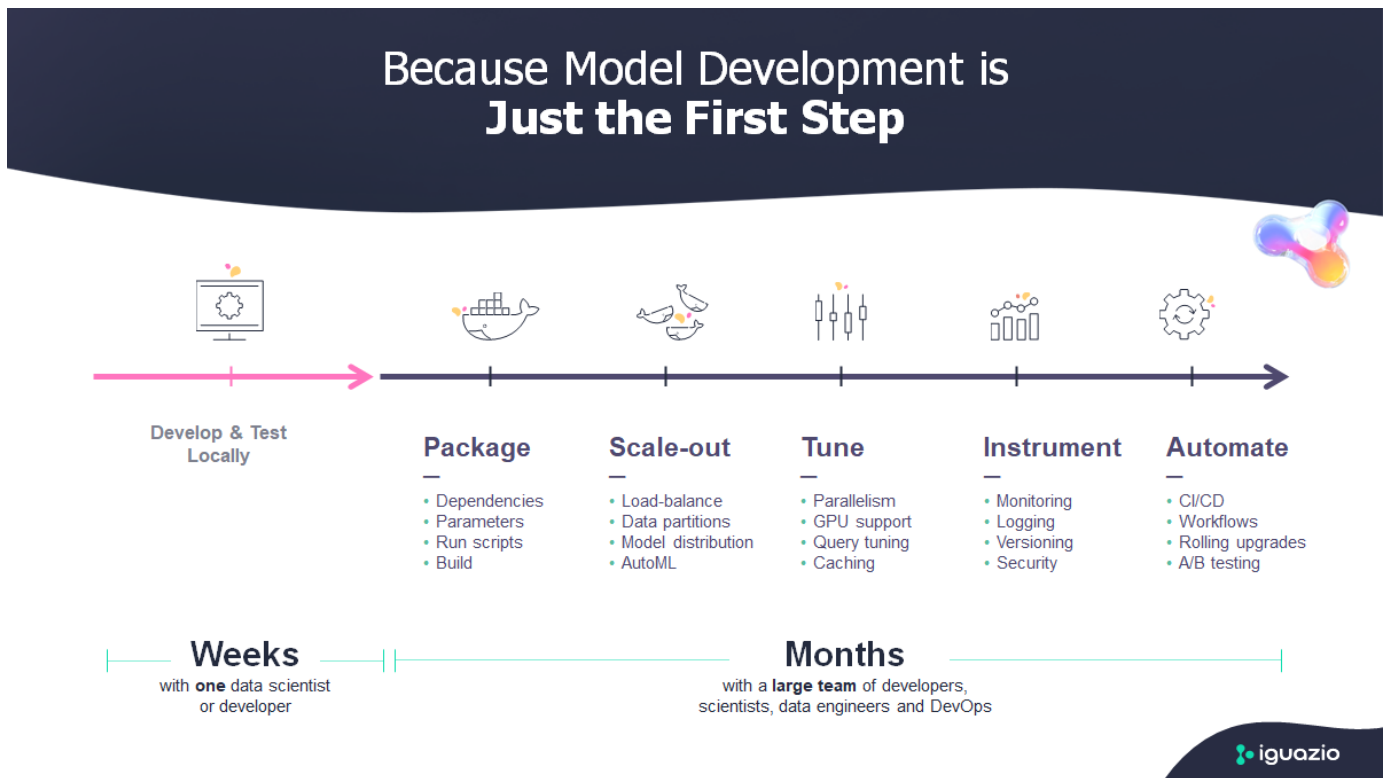 Because Model Development is
Just the First Step
Develop & Test
Locally
Package
• Dependencies
• Parameters
• Run scripts
• Build
Scale-out
• Load-balance
• Data partitions
• Model distribution
• AutoML
Tune
• Parallelism
• GPU support
• Query tuning
• Caching
Instrument
• Monitoring
• Logging
• Versioning
• Security
Automate
• CI/CD
• Workflows
• Rolling upgrades
• A/B testing
Weeks
with one data scientist
or developer
Months
with a large team of developers,
scientists, data engineers and DevOps
iguazio